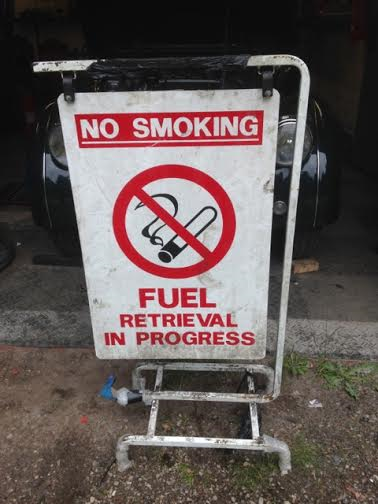 NO SMOKING
FUEL
RETRIEVAL
IN PROGRESS